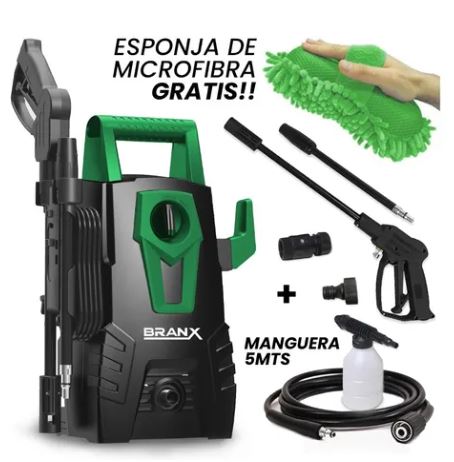 ESPONJA DE
MICROFIBRA
GRATIS!!
BRANX
+
MANGUERA
5MTS